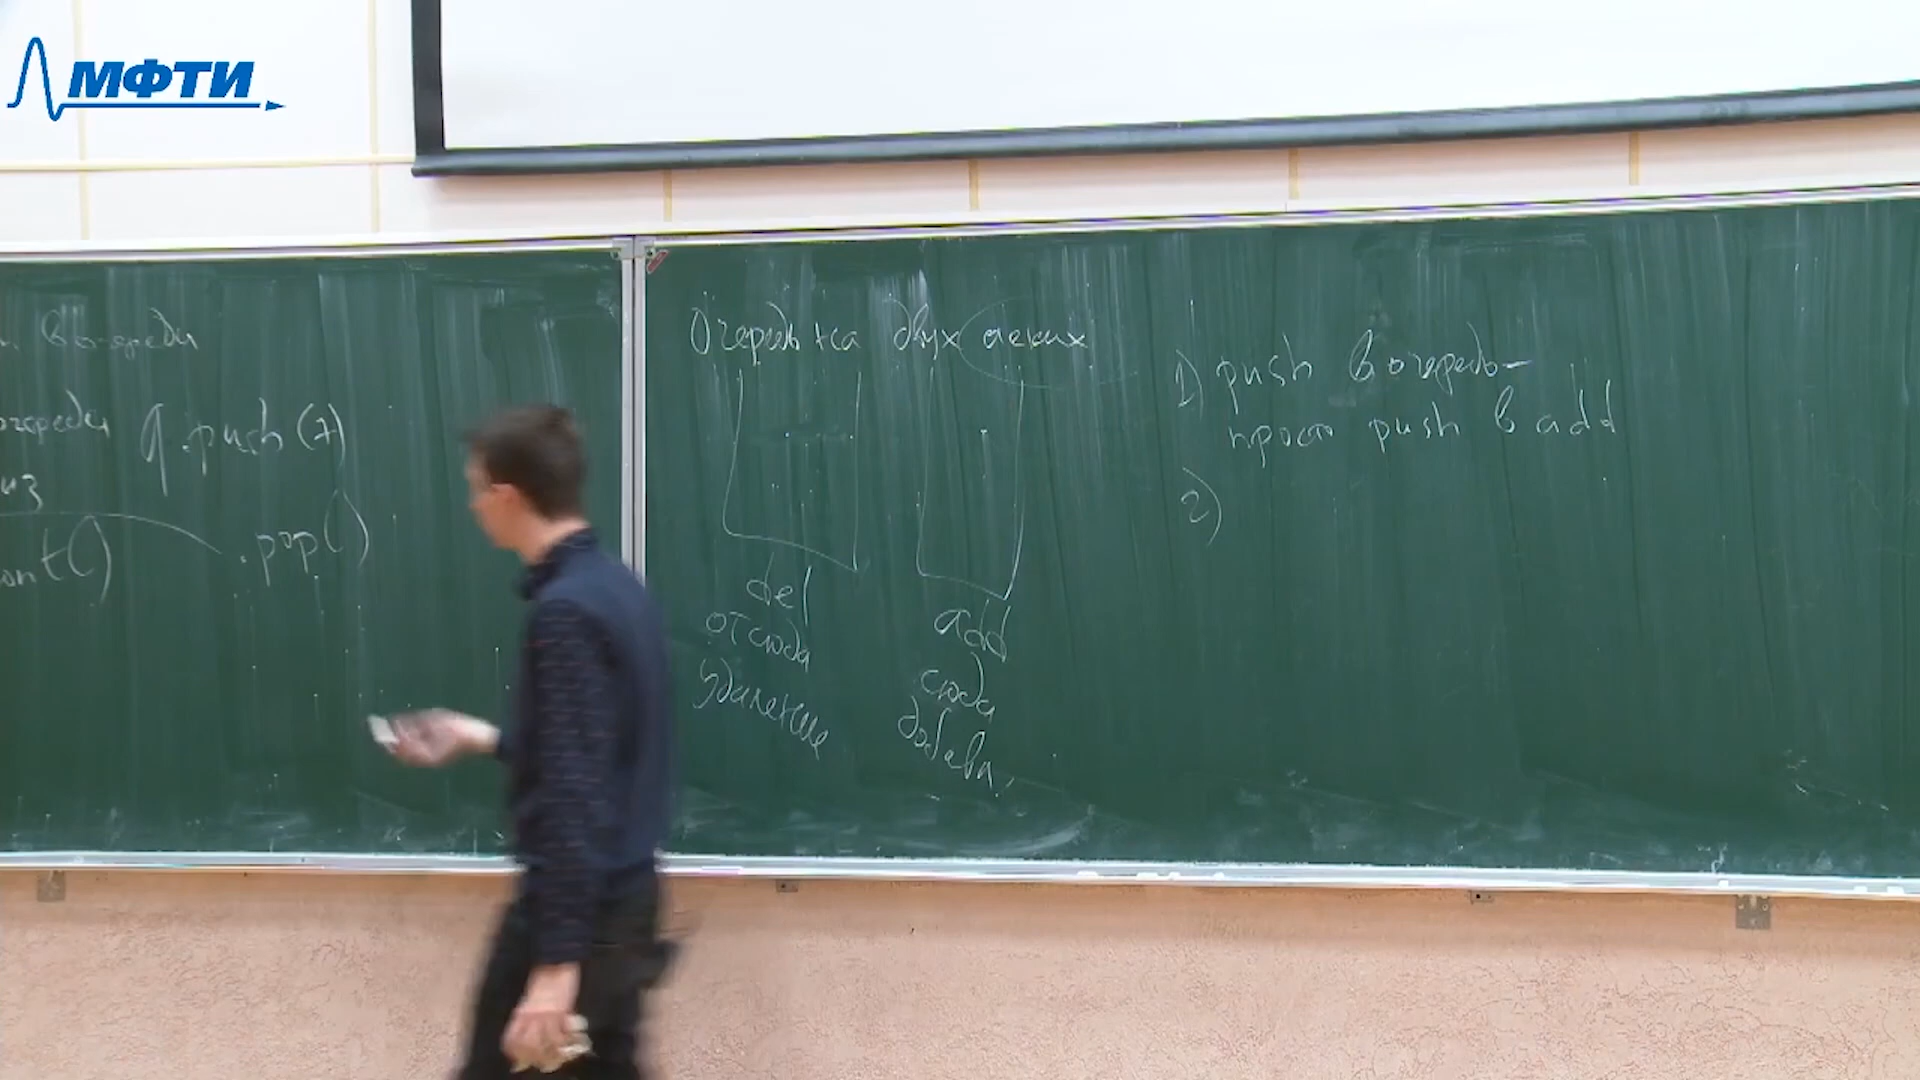 МФТИ
очереди q.push(7)
из
ont() .pop()
Очередь на двух стеках
del
отсюда
удаление
add
сюда
добавл.
1) push в очередь -
просто push в add
2)